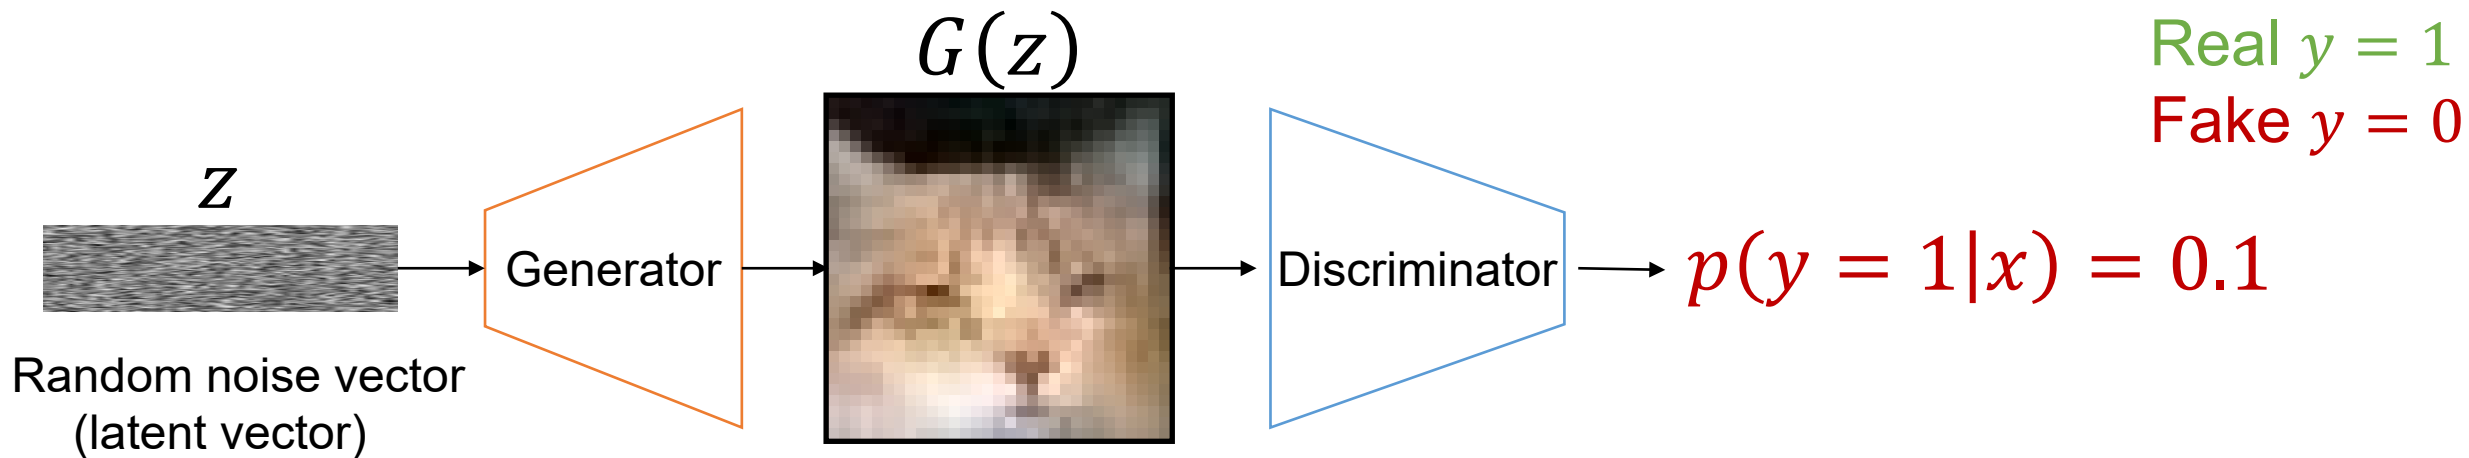 G(z)
Real y = 1
Fake y = 0
z
Generator
Discriminator
p(y = 1|x) = 0.1
Random noise vector
(latent vector)